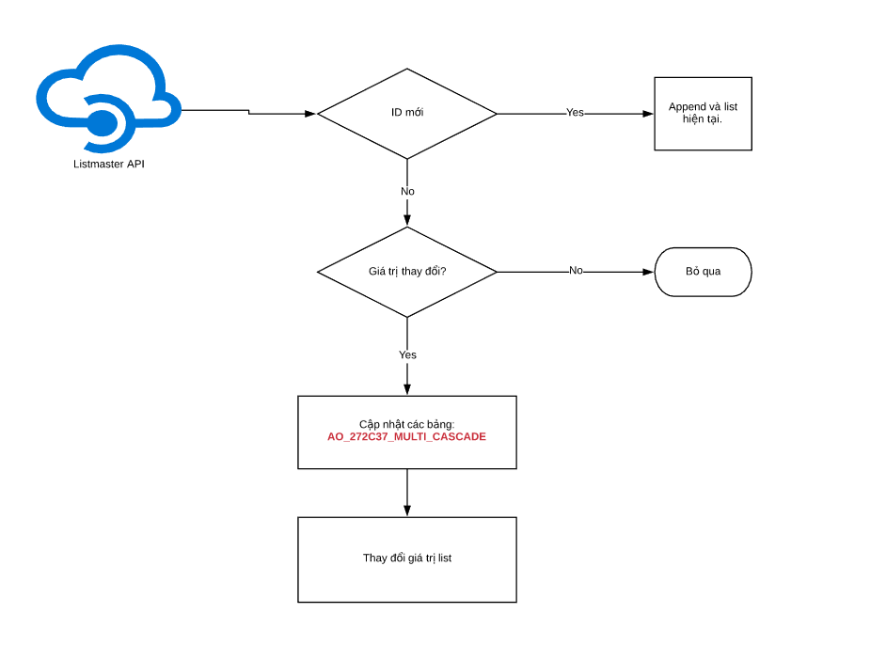 Listmaster API
ID mới
Yes
Append và list
hiện tại.
No
Giá trị thay đổi?
No
Bỏ qua
Yes
Cập nhật các bảng:
AO_272C37_MULTI_CASCADE
Thay đổi giá trị list